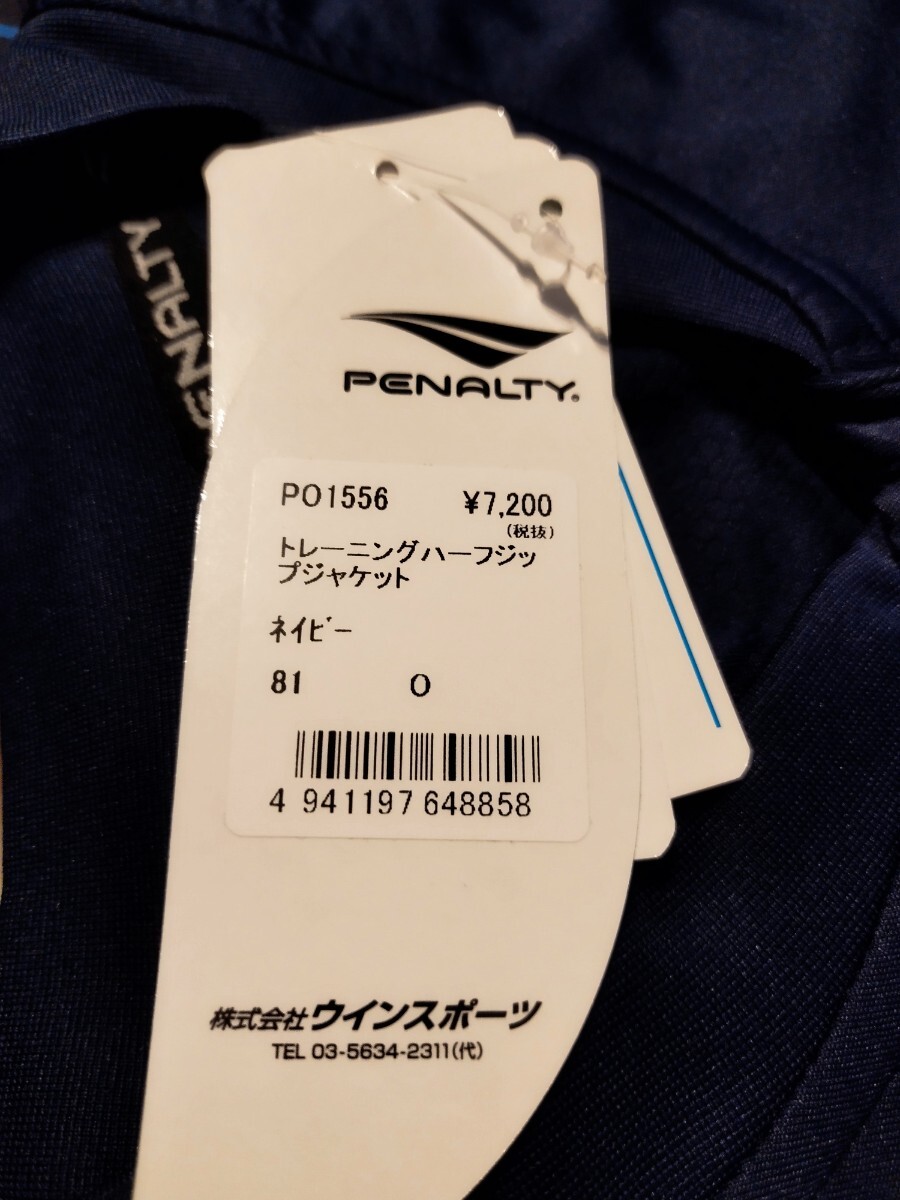 PENALTY
PENALTY
PO1556 ¥7,200
(税抜)
トレーニングハーフジッ
プジャケット
ネイビー
81 O
4 941197 648858
株式会社ウインスポーツ
TEL 03-5634-2311(代)